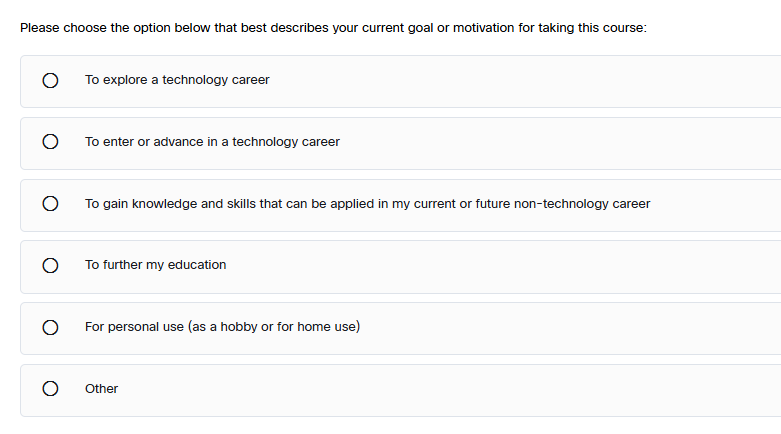 Please choose the option below that best describes your current goal or motivation for taking this course:
To explore a technology career
To enter or advance in a technology career
To gain knowledge and skills that can be applied in my current or future non-technology career
To further my education
For personal use (as a hobby or for home use)
Other